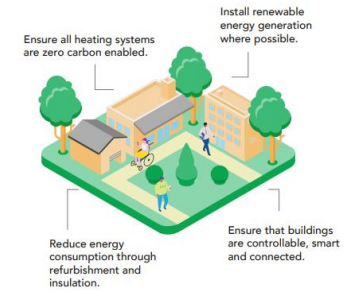 Install renewable
energy generation
where possible.
Ensure all heating systems
are zero carbon enabled.
Reduce energy
consumption through
refurbishment and
insulation.
Ensure that buildings
are controllable, smart
and connected.